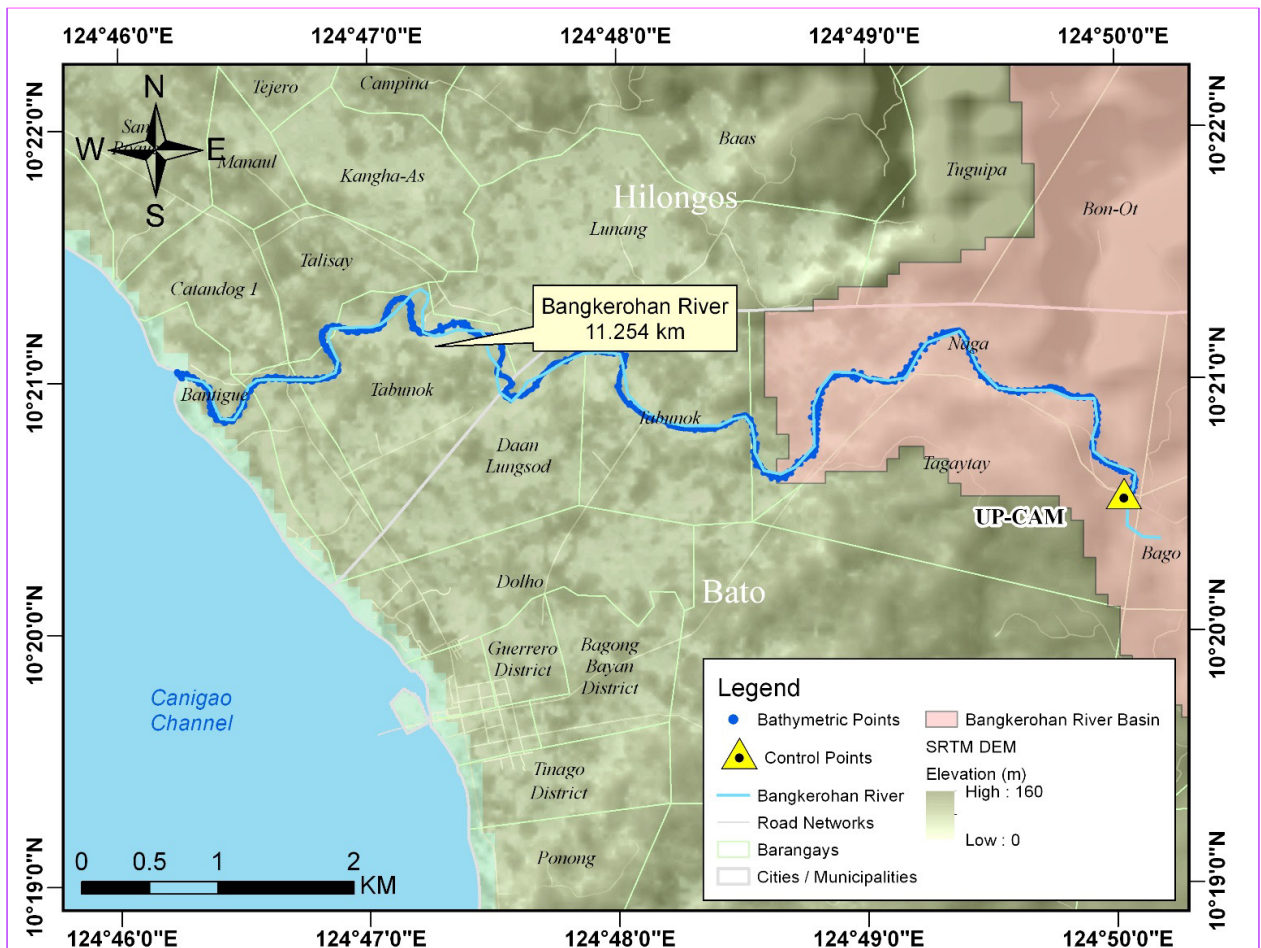 124°46'0"E
124°47'0"E
124°48'0"E
124°49'0"E
124°50'0"E
10°22'0"N
10°22'0"N
10°21'0"N
10°21'0"N
10°20'0"N
10°20'0"N
10°19'0"N
10°19'0"N
N
W
E
S
Tejero
Campina
San
Manaul
Kangha-As
Baas
Tuguipa
Bon-Ot
Hilongos
Lunang
Talisay
Catandog 1
Bangkerohan River
11.254 km
Naga
Bantigue
Tabunok
Tabunok
Daan
Lungsod
Tagaytay
UP-CAM
Bago
Dolho
Bato
Guerrero
District
Bagong
Bayan
District
Canigao
Channel
Tinago
District
Ponong
Legend
Bathymetric Points
Control Points
Bangkerohan River
Road Networks
Barangays
Cities / Municipalities
Bangkerohan River Basin
SRTM DEM
Elevation (m)
High : 160
Low : 0
0 0.5 1 2
KM
124°46'0"E
124°47'0"E
124°48'0"E
124°49'0"E
124°50'0"E